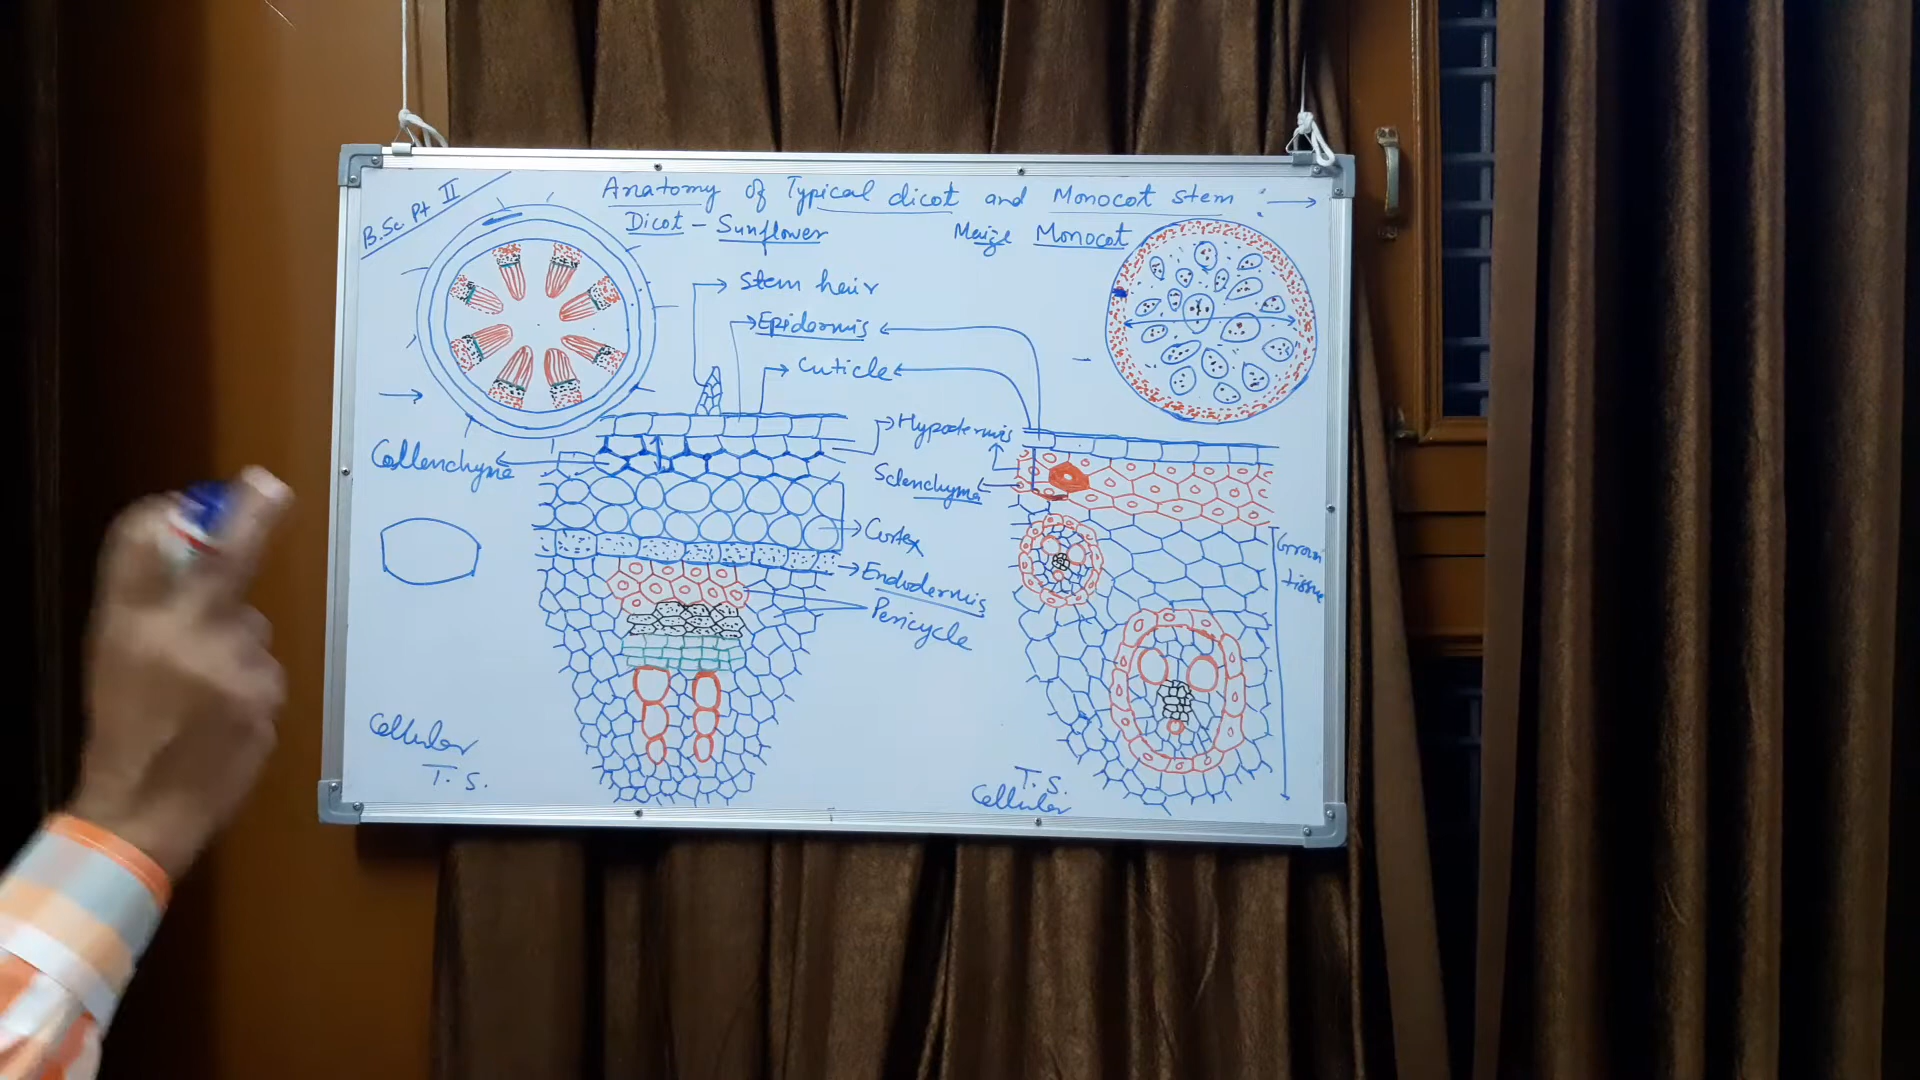 B.Sc. Pt II
Anatomy of Typical dicot and Monocot stem :
Dicot - Sunflower
Maize Monocot
Stem hair
Epidermis
Cuticle
Hypodermis
Collenchyma
Sclenchyma
Cortex
Endodermis
Pericycle
tissue
Cellular
T. S.
T. S.
Cellular